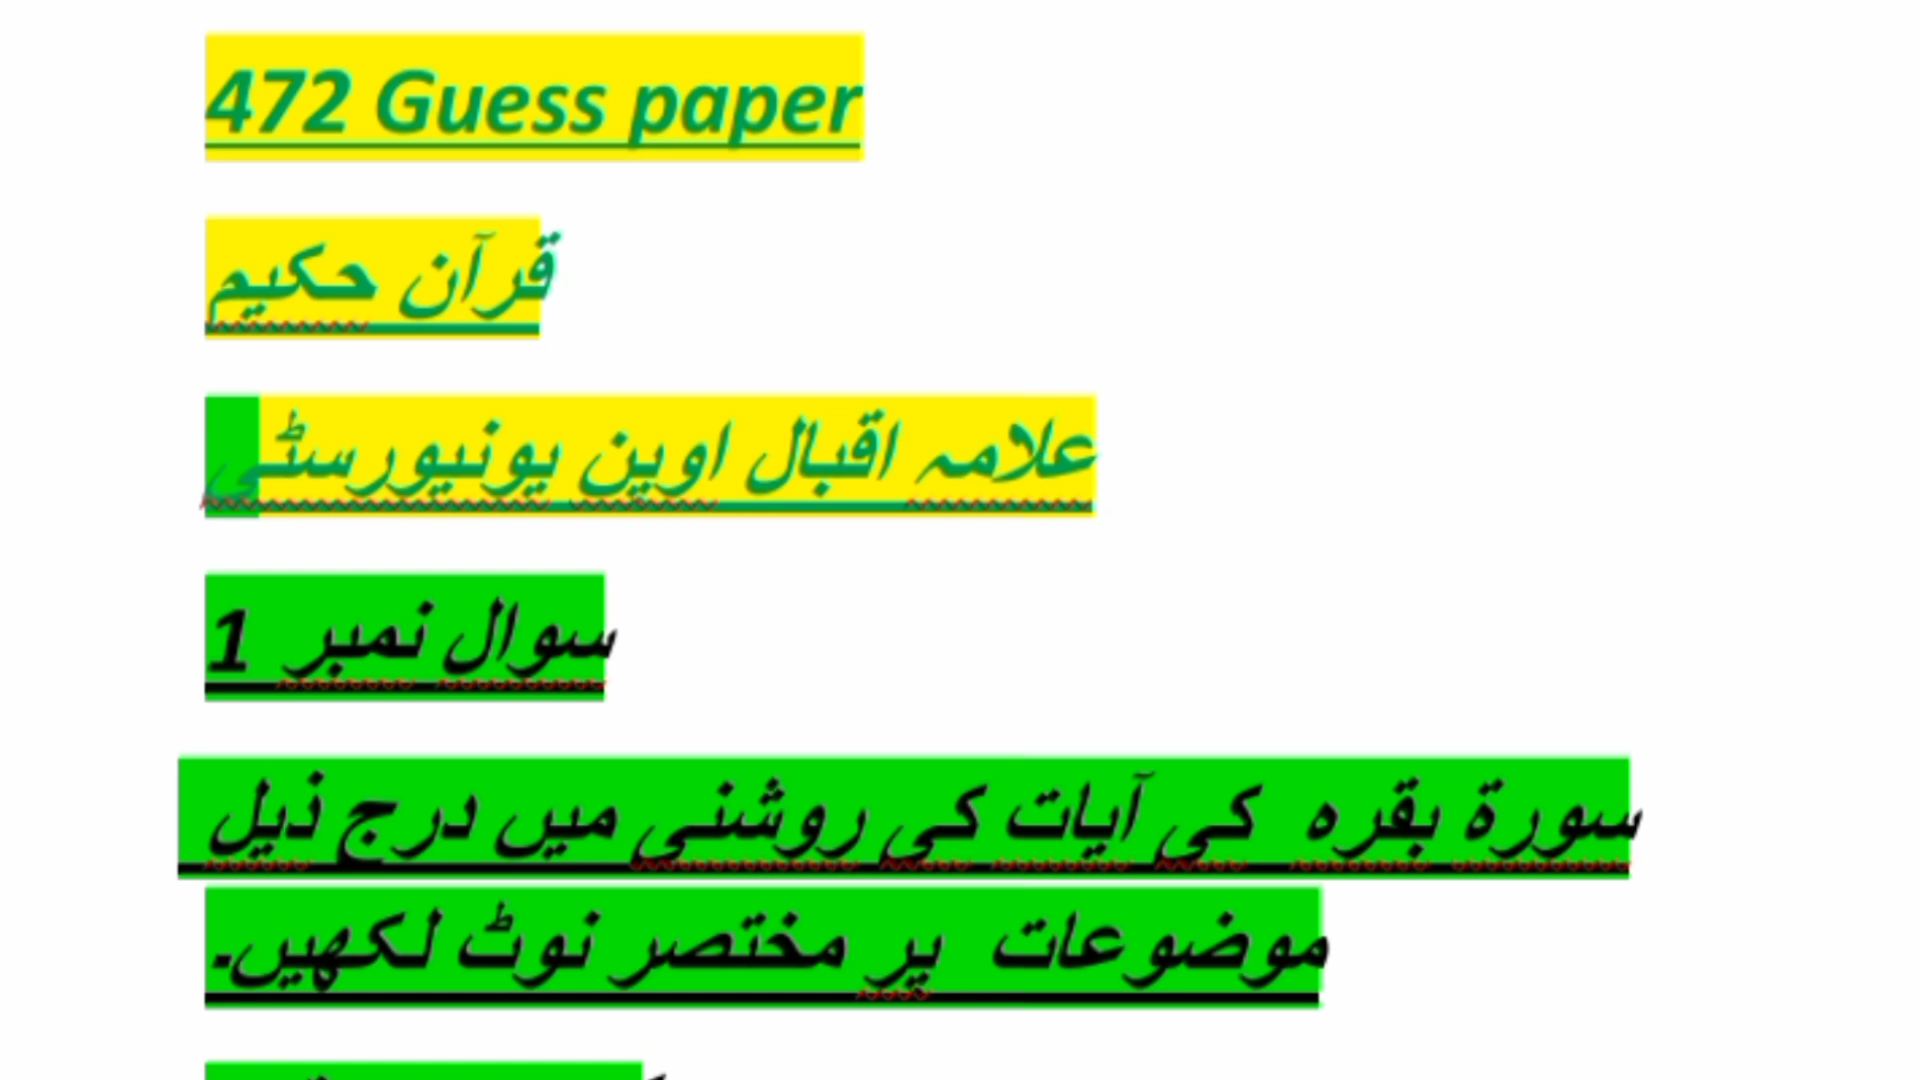 472 Guess paper
قرآن حکیم
علامہ اقبال اوپن یونیورسٹی
سوال نمبر 1
سورۃ بقرہ کی آیات کی روشنی میں درج ذیل
موضوعات پر مختصر نوٹ لکھیں۔